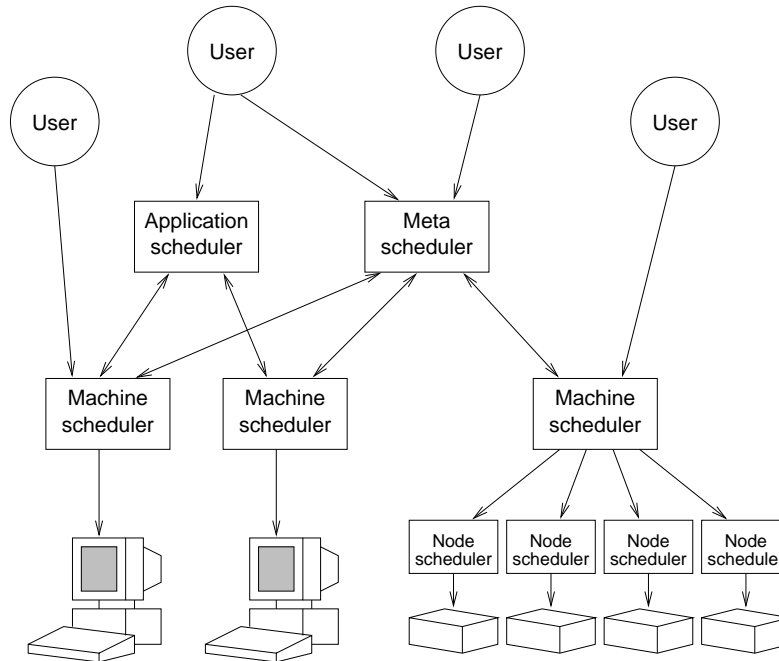 User
User
User
User
Application
scheduler
Meta
scheduler
Machine
scheduler
Machine
scheduler
Machine
scheduler
Node
scheduler
Node
scheduler
Node
scheduler
Node
schedule